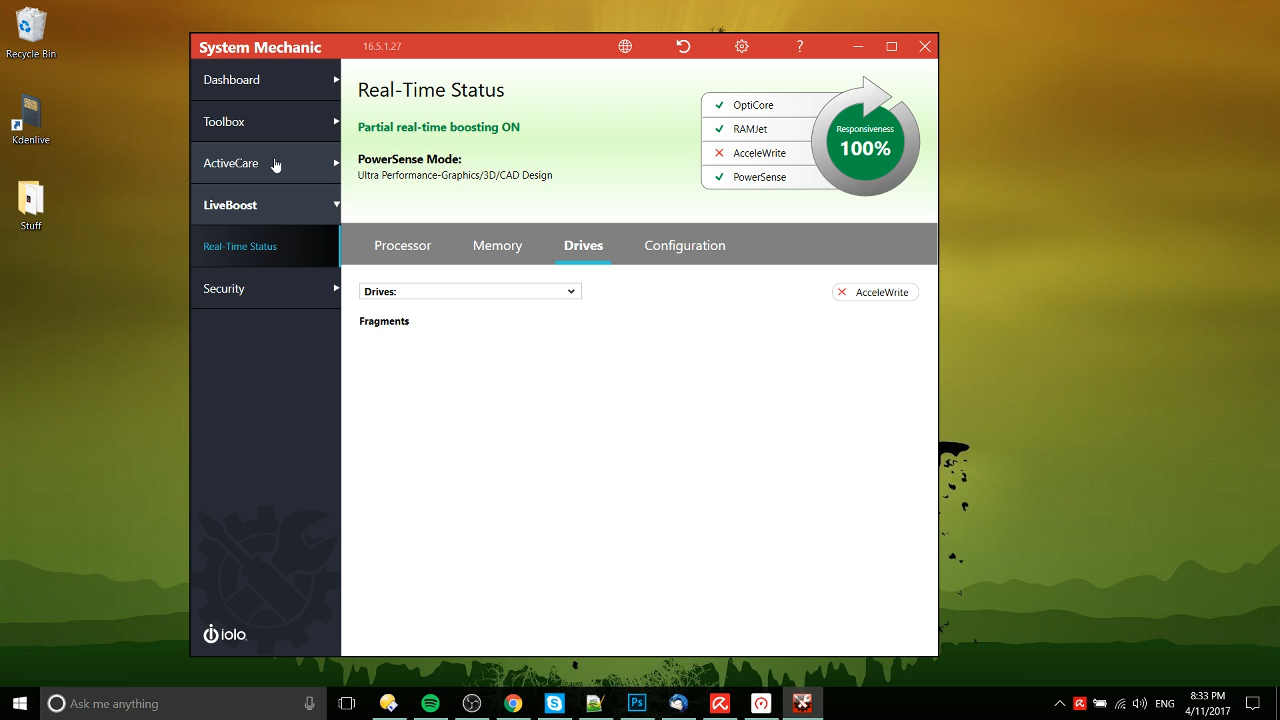 Recycle Bin
Kdenlive
Stuff
System Mechanic
16.5.1.27
?
Dashboard
Toolbox
ActiveCare
LiveBoost
Real-Time Status
Security
iolo
Real-Time Status
Partial real-time boosting ON
PowerSense Mode:
Ultra Performance-Graphics/3D/CAD Design
OptiCore
RAMJet
AcceleWrite
PowerSense
Responsiveness
100%
Processor
Memory
Drives
Configuration
Drives:
AcceleWrite
Fragments
Ask me anything
Ps
ENG
8:33 PM
4/11/2017